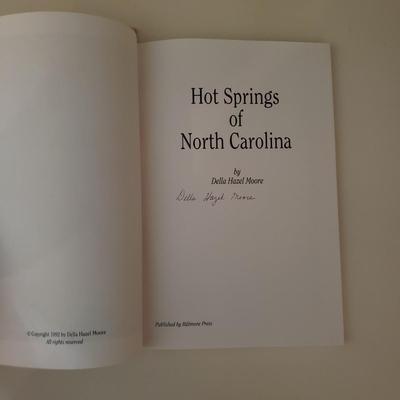 © Copyright 1992 by Della Hazel Moore
All rights reserved
Hot Springs
of
North Carolina
by
Della Hazel Moore
Della Hazel Moore
Published by Biltmore Press